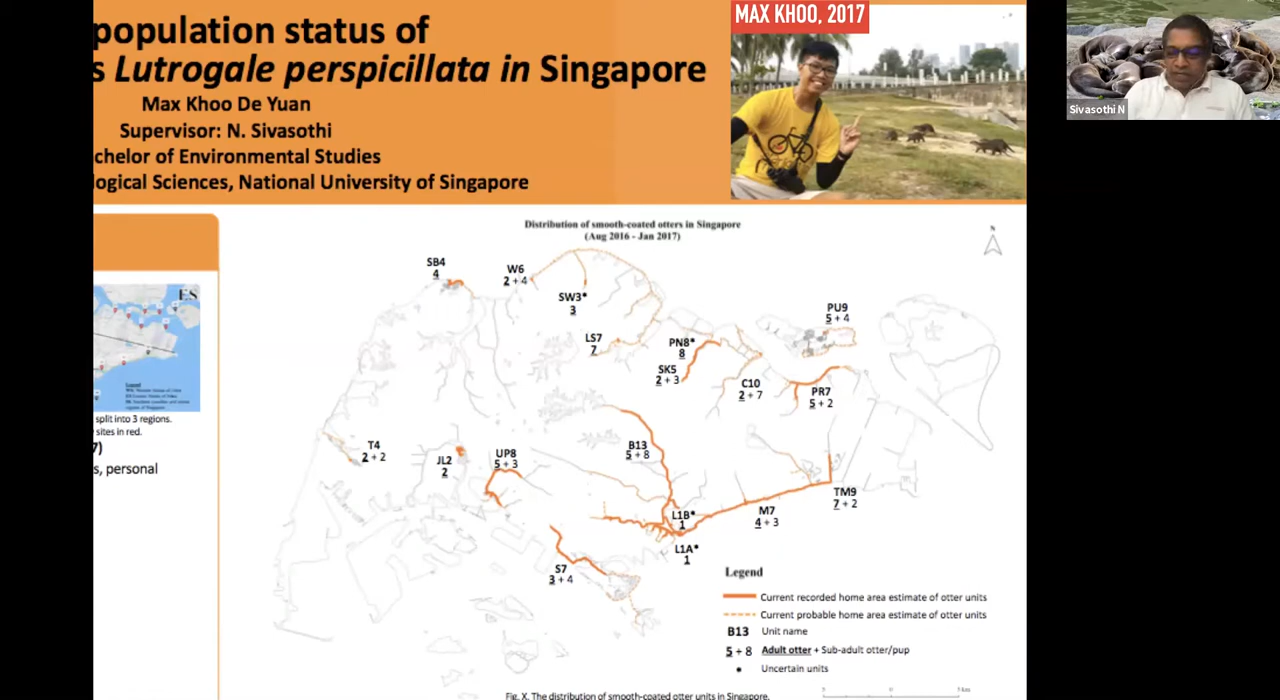 population status of
MAX KHOO, 2017
s Lutrogale perspicillata in Singapore
Max Khoo De Yuan
Supervisor: N. Sivasothi
chelor of Environmental Studies
logical Sciences, National University of Singapore
Sivasothi N
Distribution of smooth-coated otters in Singapore
(Aug 2016 - Jan 2017)
N
SB4
4
W6
2 + 4
SW3*
3
LS7
7
PN8*
8
SK5
2 + 3
C10
2 + 7
PU9
5 + 4
PR7
5 + 2
ES
split into 3 regions.
sites in red.
7)
s, personal
T4
2 + 2
JL2
2
UP8
5 + 3
B13
5 + 8
L1B*
1
L1A*
1
M7
4 + 3
TM9
7 + 2
S7
3 + 4
Legend
Current recorded home area estimate of otter units
Current probable home area estimate of otter units
B13 Unit name
5 + 8 Adult otter + Sub-adult otter/pup
* Uncertain units
Fig. X. The distribution of smooth-coated otter units in Singapore.
5 0 5 km